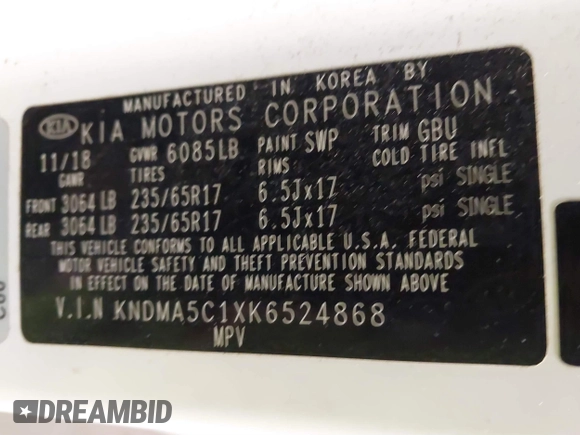 MANUFACTURED IN KOREA BY
KIA KIA MOTORS CORPORATION
11/18 GVWR 6085LB PAINT SWP TRIM GBU
GAWR TIRES RIMS COLD TIRE INFL
FRONT 3064 LB 235/65R17 6.5Jx17 psi SINGLE
REAR 3064 LB 235/65R17 6.5Jx17 psi SINGLE
THIS VEHICLE CONFORMS TO ALL APPLICABLE U.S.A. FEDERAL
MOTOR VEHICLE SAFETY AND THEFT PREVENTION STANDARDS
IN EFFECT ON THE DATE OF MANUFACTURE SHOWN ABOVE
V.I.N KNDMA5C1XK6524868
MPV
DREAMBID